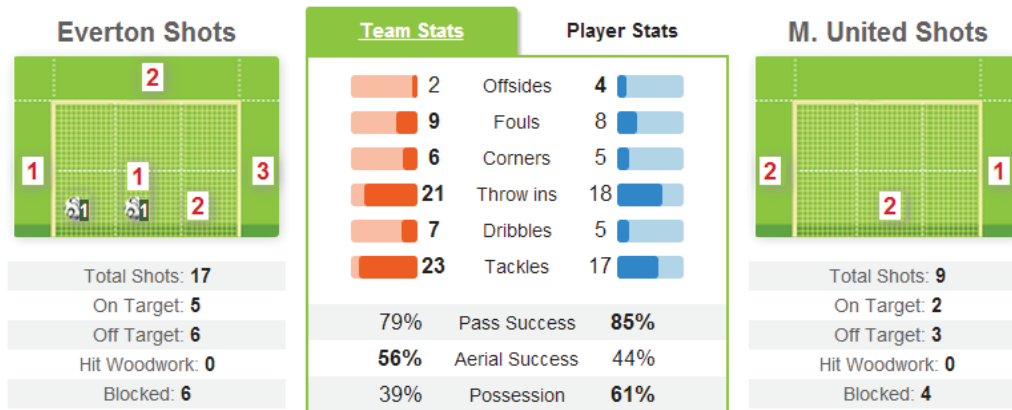 Everton Shots
2
1
3
1
1
1
2
Total Shots: 17
On Target: 5
Off Target: 6
Hit Woodwork: 0
Blocked: 6
Team Stats Player Stats
2 Offsides 4
9 Fouls 8
6 Corners 5
21 Throw ins 18
7 Dribbles 5
23 Tackles 17
79% Pass Success 85%
56% Aerial Success 44%
39% Possession 61%
M. United Shots
2
1
2
Total Shots: 9
On Target: 2
Off Target: 3
Hit Woodwork: 0
Blocked: 4